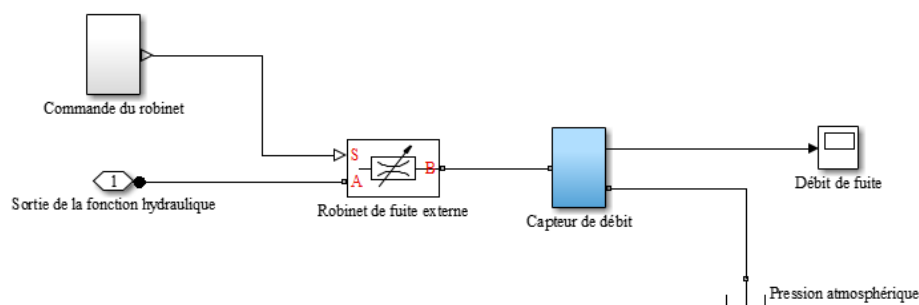 Commande du robinet
S
A
B
1
Sortie de la fonction hydraulique
Robinet de fuite externe
Capteur de débit
Débit de fuite
Pression atmosphérique